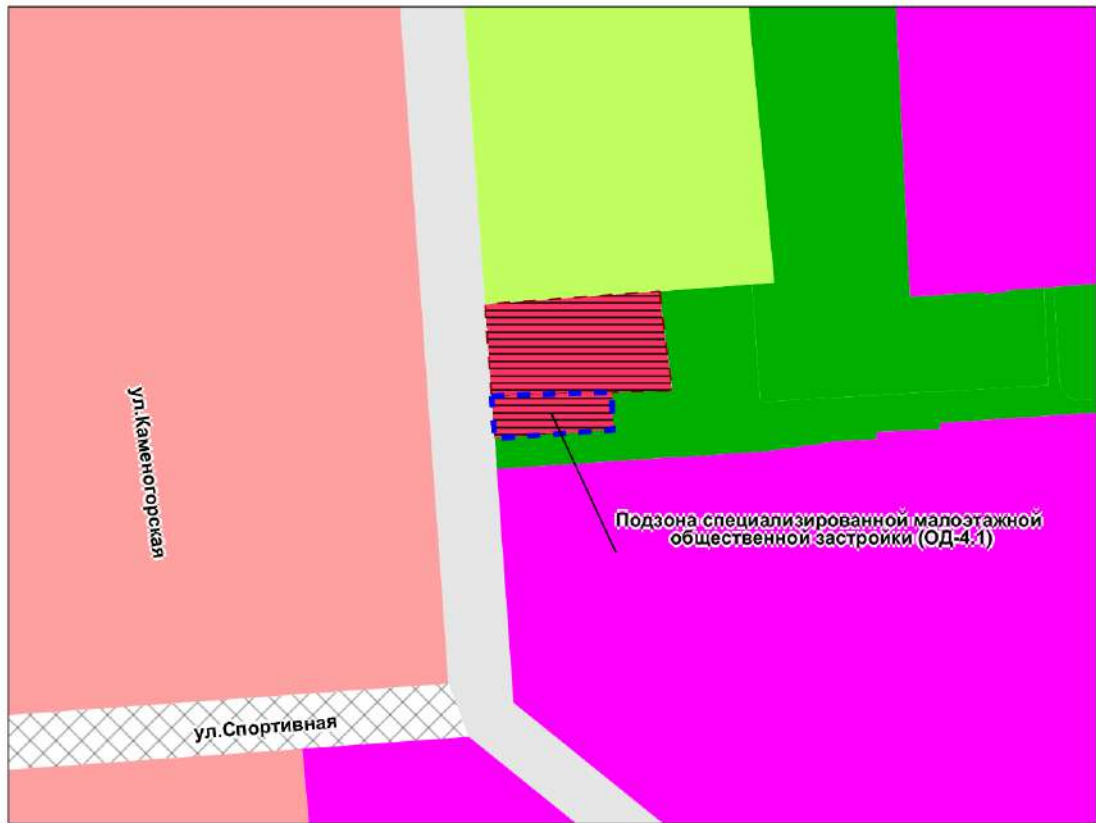 ул.Каменогорская
Подзона специализированной малоэтажной
общественной застройки (ОД-4.1)
ул.Спортивная